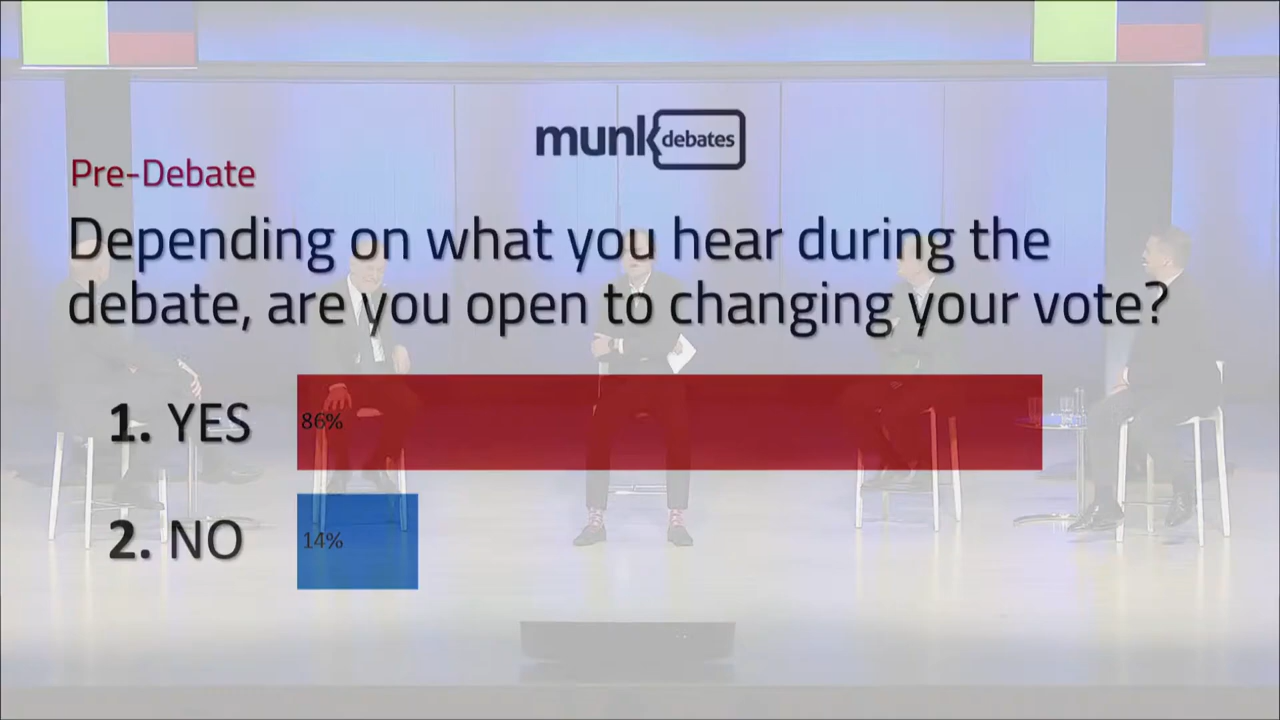 munk debates
Pre-Debate
Depending on what you hear during the
debate, are you open to changing your vote?
1. YES
86%
2. NO
14%